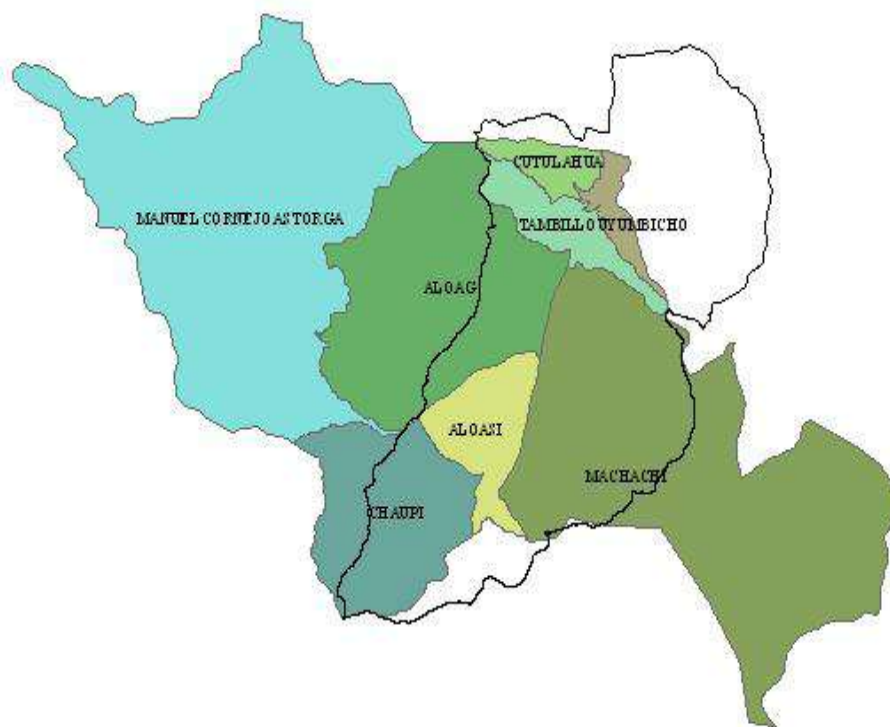 CUTULAHUA
MANUEL CORNEJO ASTORGA
TAMBILLO UYUMBICHO
ALOAG
ALOASI
MACHACHI
CHAUPI